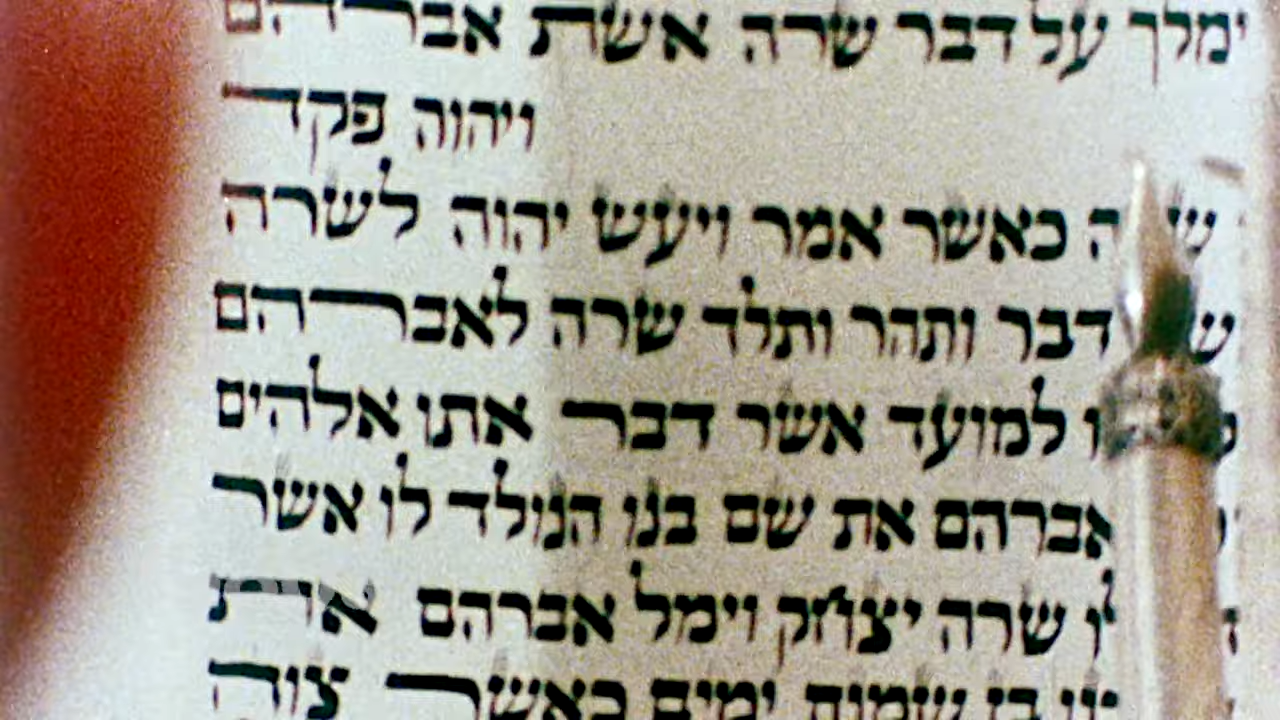 ימלך על דבר שרה אשת אברהם
ויהוה פקד
כאשר אמר ויעש יהוה לשרה
דבר ותהר ותלד שרה לאברהם
למועד אשר דבר אתו אלהים
אברהם את שם בנו הנולד לו אשר
לו שרה יצחק וימל אברהם את
בן שמנת ימים כאשר צוה